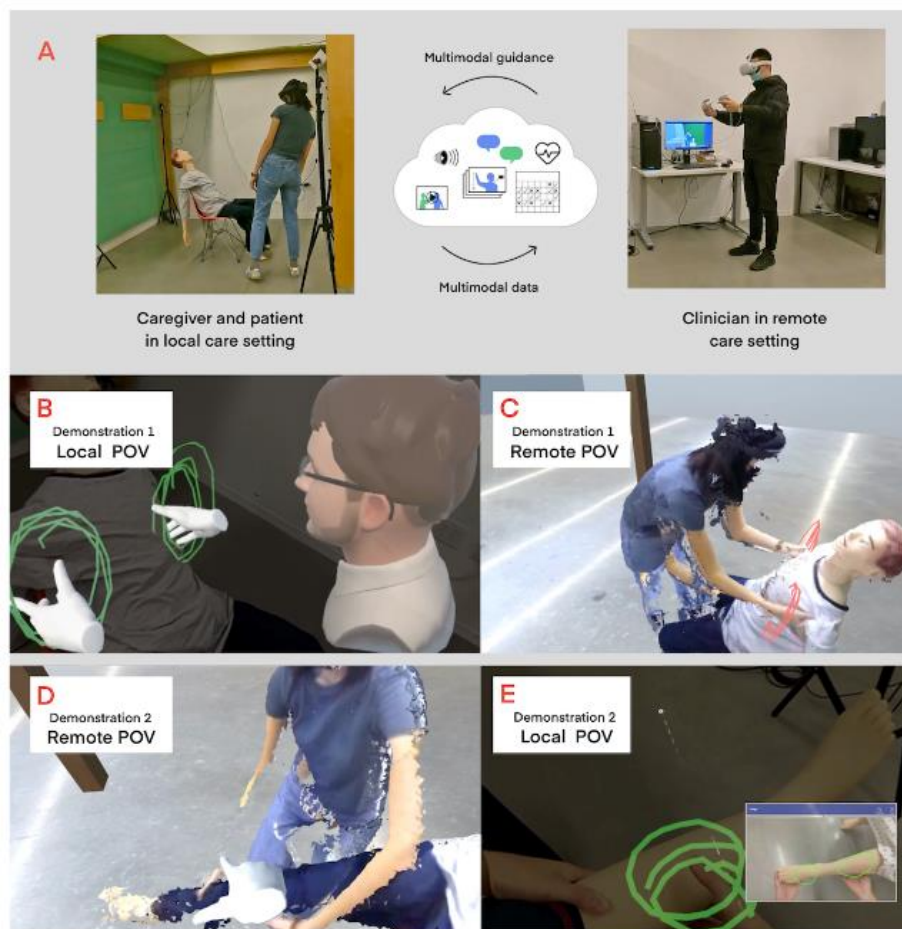 A
Multimodal guidance
Multimodal data
Caregiver and patient
in local care setting
Clinician in remote
care setting
B
Demonstration 1
Local POV
C
Demonstration 1
Remote POV
D
Demonstration 2
Remote POV
E
Demonstration 2
Local POV